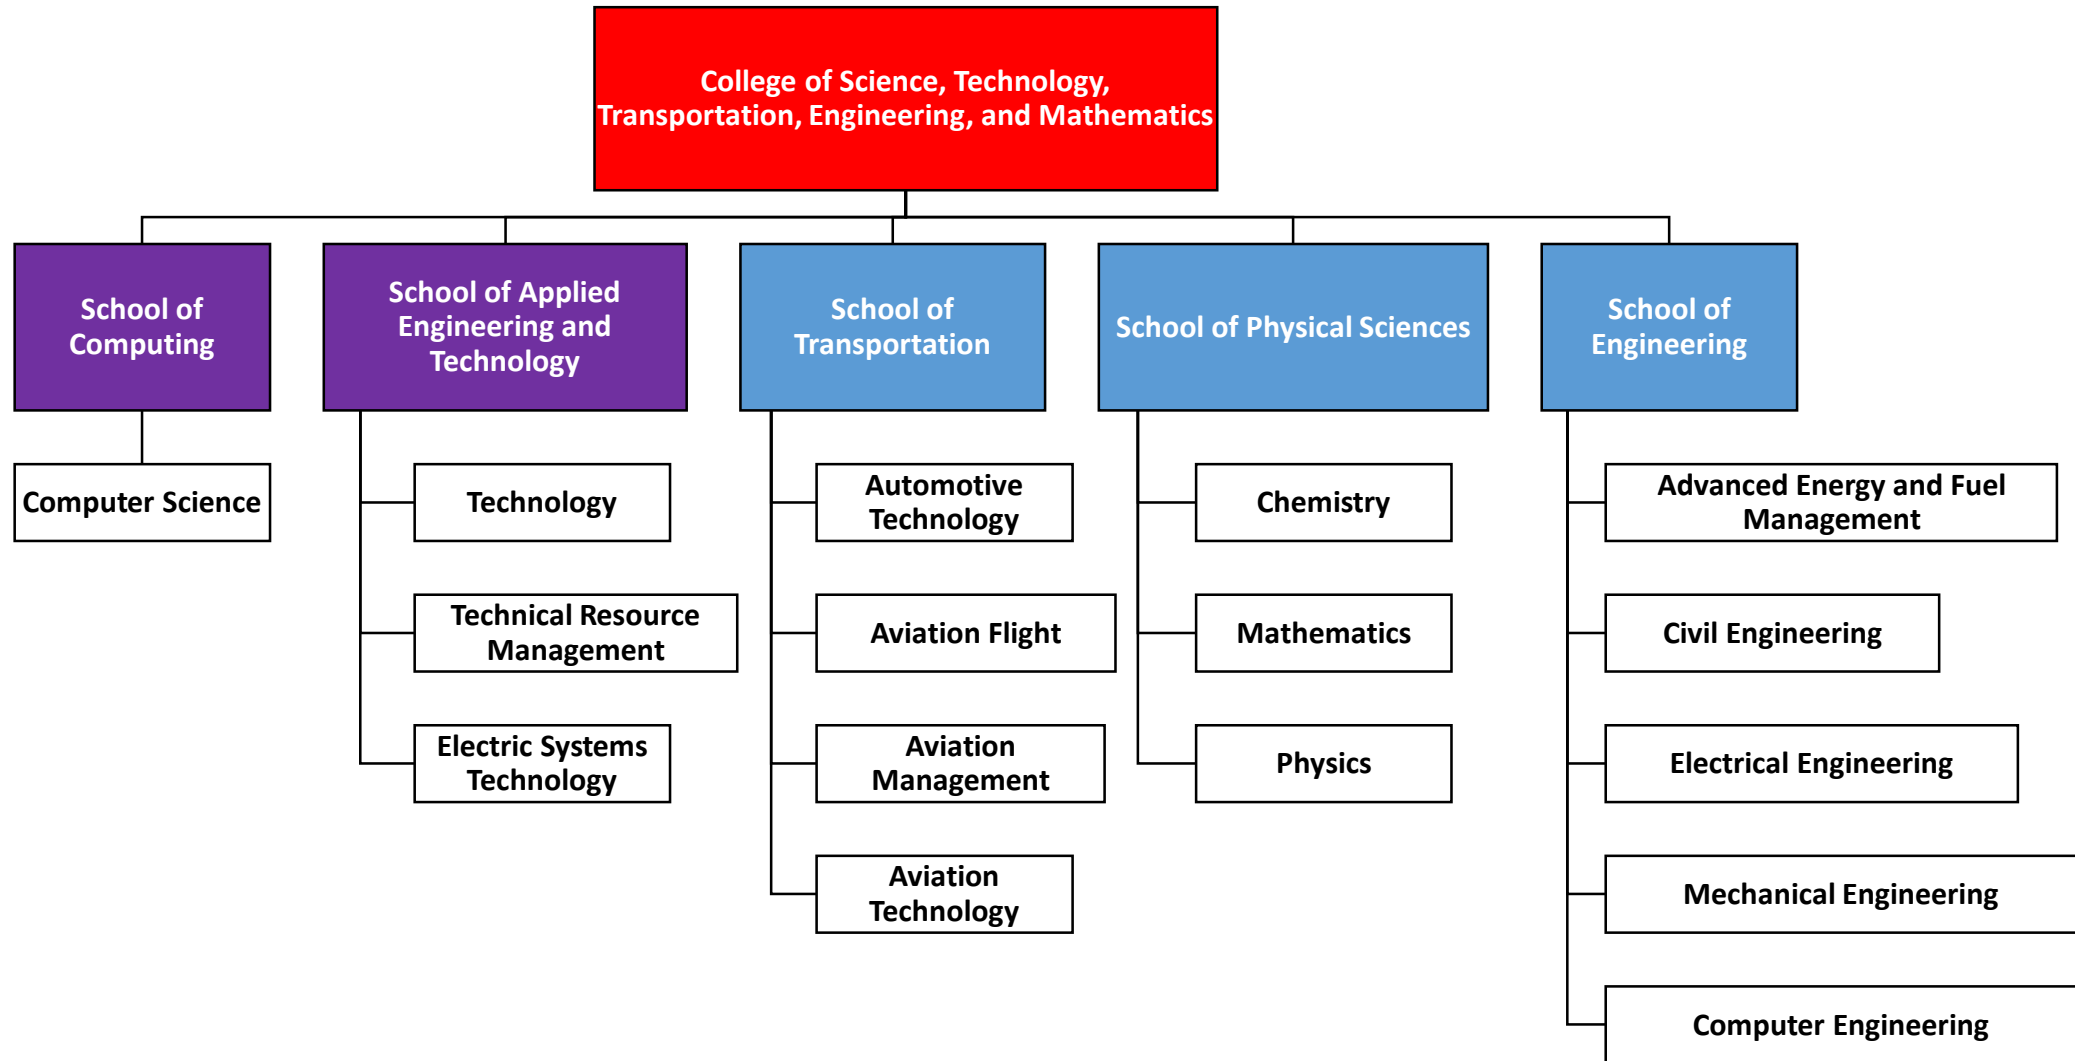 College of Science, Technology,
Transportation, Engineering, and Mathematics
School of
Computing
School of Applied
Engineering and
Technology
School of
Transportation
School of Physical Sciences
School of
Engineering
Computer Science
Technology
Technical Resource
Management
Electric Systems
Technology
Automotive
Technology
Aviation Flight
Aviation
Management
Aviation
Technology
Chemistry
Mathematics
Physics
Advanced Energy and Fuel
Management
Civil Engineering
Electrical Engineering
Mechanical Engineering
Computer Engineering